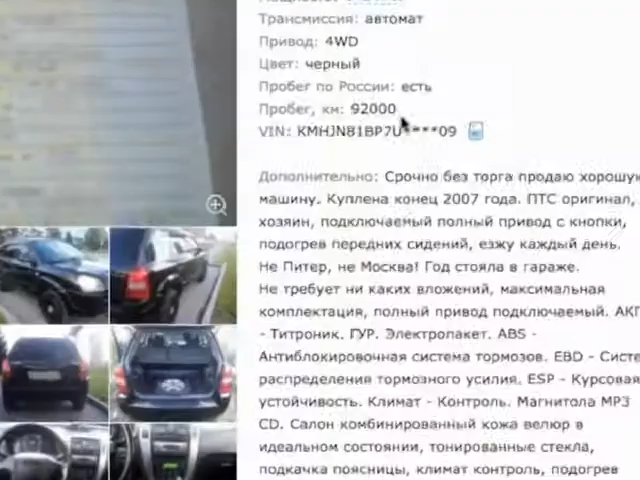 Трансмиссия: автомат
Привод: 4WD
Цвет: черный
Пробег по России: есть
Пробег, км: 92000
VIN: KMHJN81BP7U****09
Дополнительно: Срочно без торга продаю хорошую
машину. Куплена конец 2007 года. ПТС оригинал,
хозяин, подключаемый полный привод с кнопки,
подогрев передних сидений, езжу каждый день.
Не Питер, не Москва! Год стояла в гараже.
Не требует ни каких вложений, максимальная
комплектация, полный привод подключаемый. АКП
- Титроник. ГУР. Электропакет. ABS -
Антиблокировочная система тормозов. EBD - Систе
распределения тормозного усилия. ESP - Курсовая
устойчивость. Климат - Контроль. Магнитола MP3
CD. Салон комбинированный кожа велюр в
идеальном состоянии, тонированные стекла,
подкачка поясницы, климат контроль, подогрев